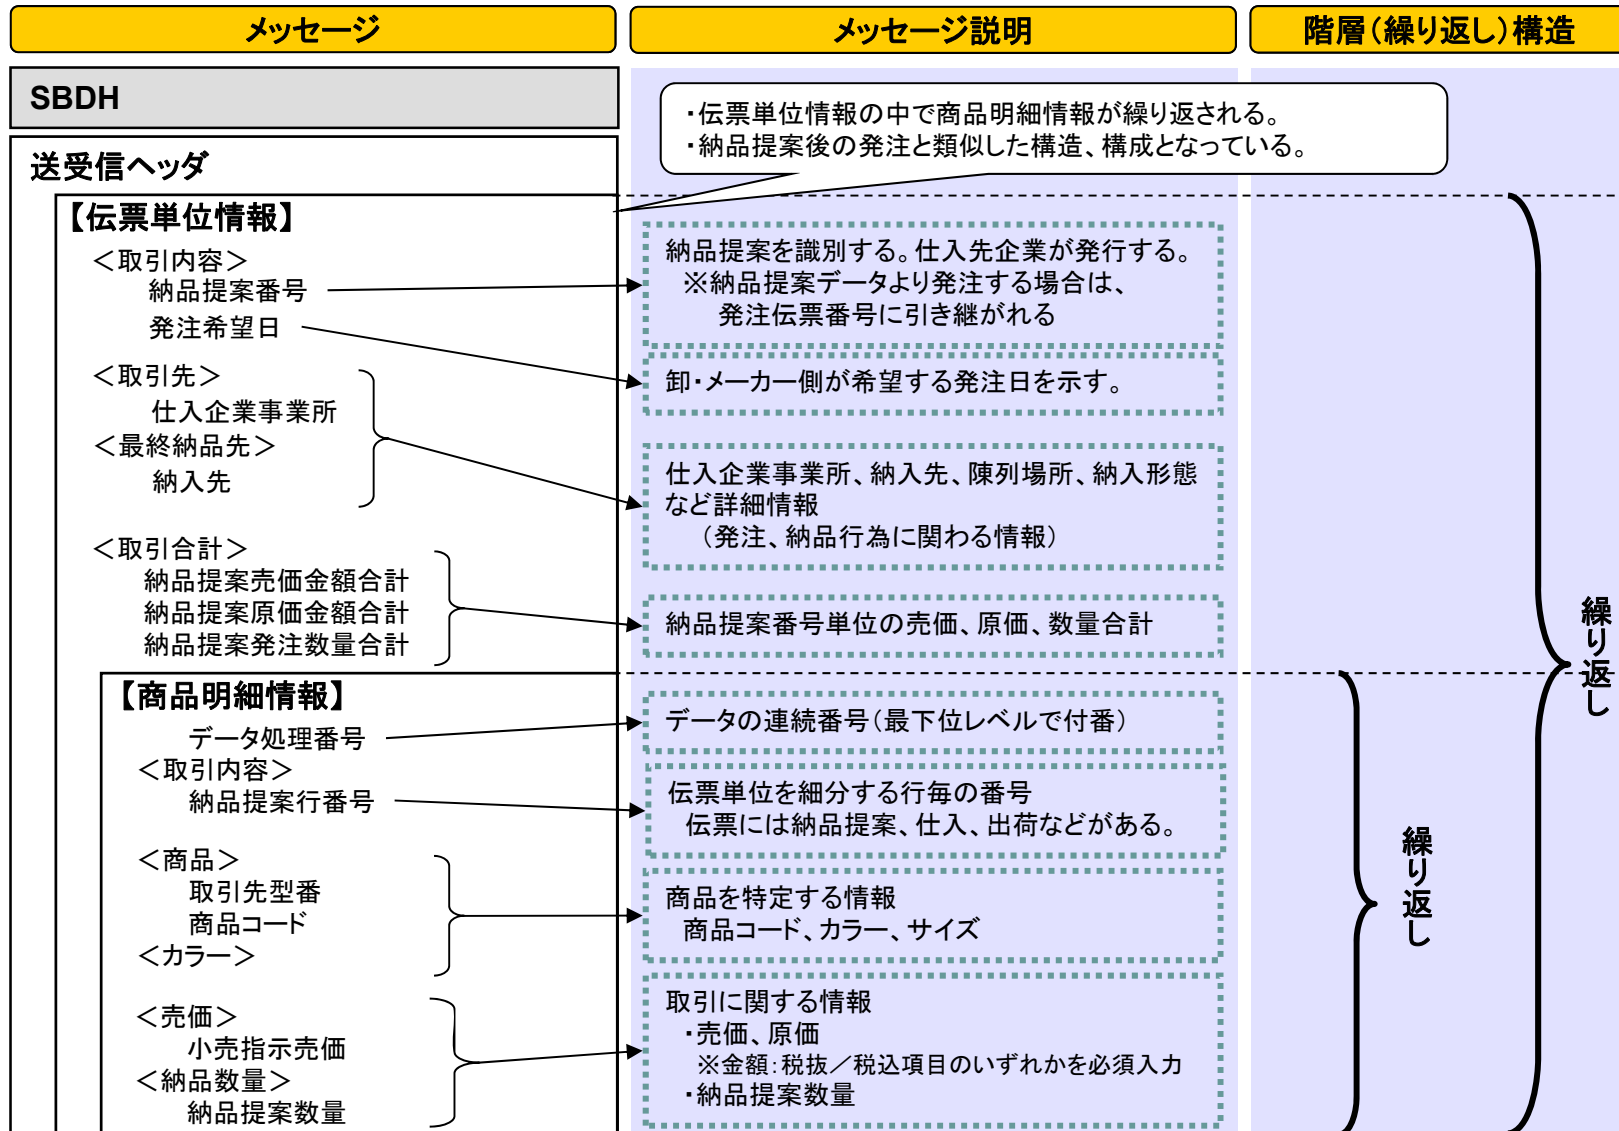 メッセージ
メッセージ説明
階層（繰り返し）構造
SBDH
・伝票単位情報の中で商品明細情報が繰り返される。
・納品提案後の発注と類似した構造、構成となっている。
送受信ヘッダ
【伝票単位情報】
＜取引内容＞
納品提案番号
発注希望日
納品提案を識別する。仕入先企業が発行する。
※納品提案データより発注する場合は、
発注伝票番号に引き継がれる
＜取引先＞
仕入企業事業所
＜最終納品先＞
納入先
卸・メーカー側が希望する発注日を示す。
仕入企業事業所、納入先、陳列場所、納入形態
など詳細情報
（発注、納品行為に関わる情報）
＜取引合計＞
納品提案売価金額合計
納品提案原価金額合計
納品提案発注数量合計
納品提案番号単位の売価、原価、数量合計
繰り返し
【商品明細情報】
データ処理番号
データの連続番号（最下位レベルで付番）
＜取引内容＞
納品提案行番号
伝票単位を細分する行毎の番号
伝票には納品提案、仕入、出荷などがある。
＜商品＞
取引先型番
商品コード
＜カラー＞
商品を特定する情報
商品コード、カラー、サイズ
繰り返し
＜売価＞
小売指示売価
＜納品数量＞
納品提案数量
取引に関する情報
・売価、原価
※金額：税抜／税込項目のいずれかを必須入力
・納品提案数量